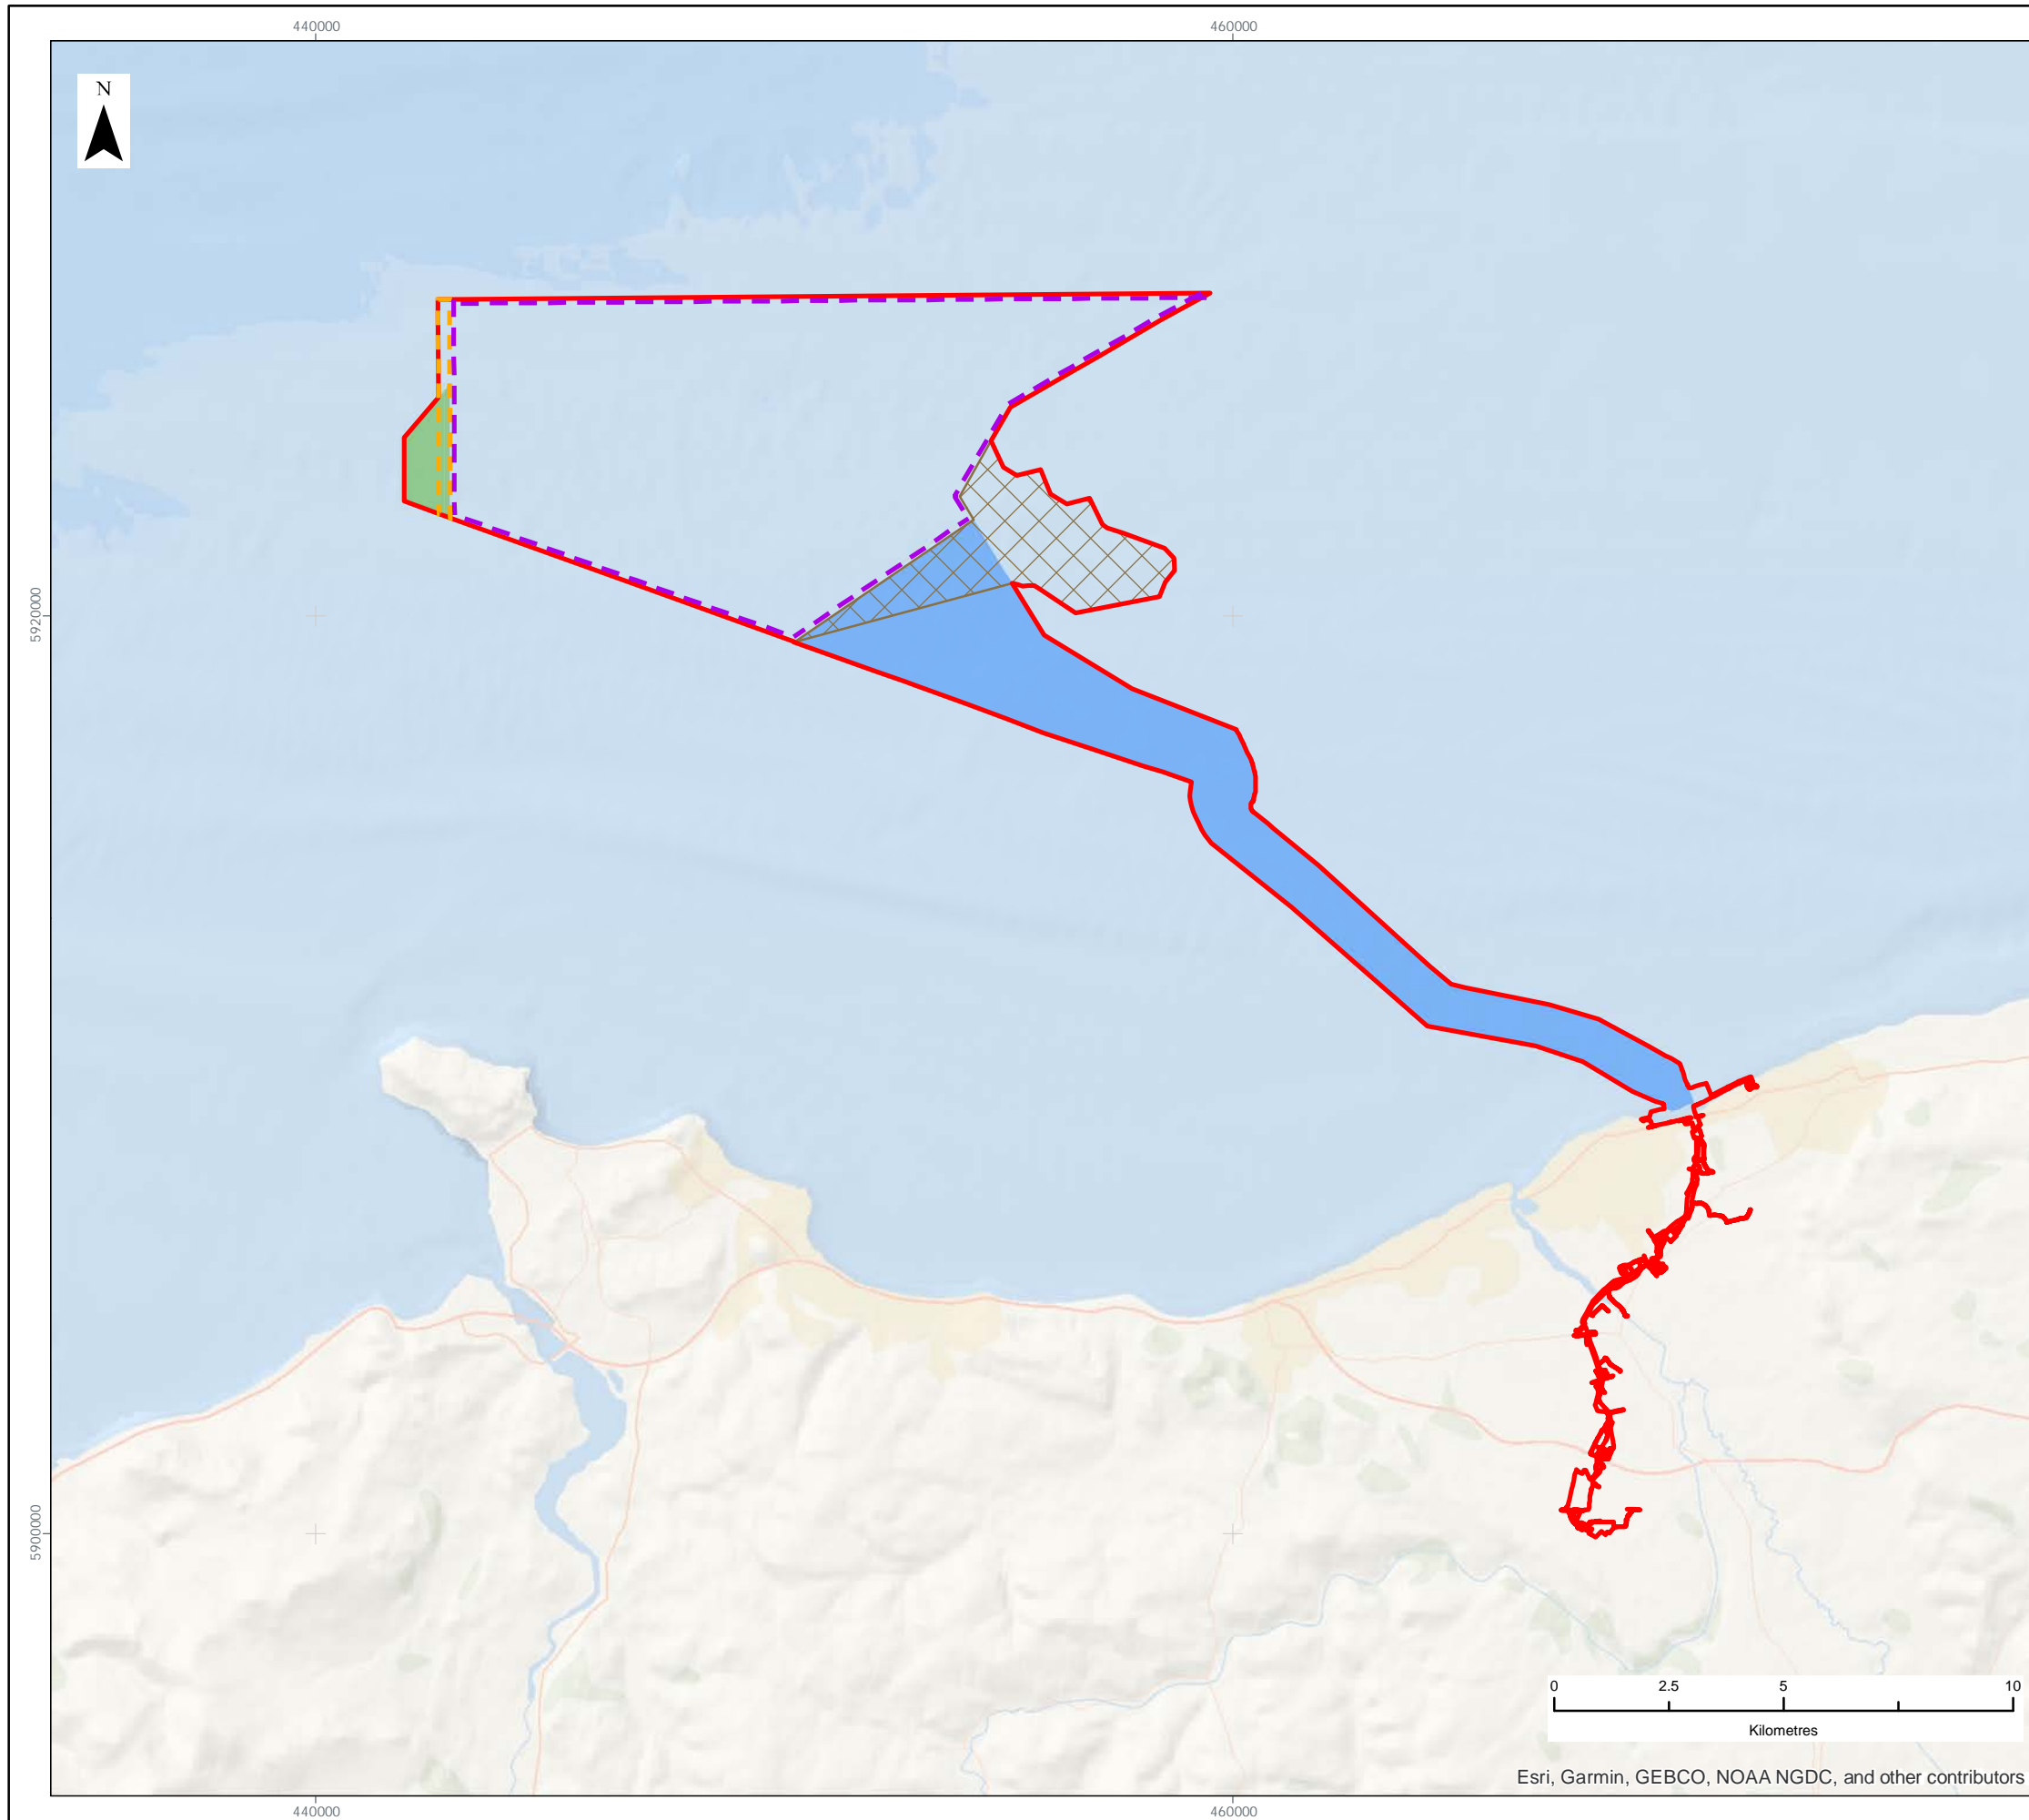 440000 460000
N
5920000
5900000
0 2.5 5 10
Kilometres
Esri, Garmin, GEBCO, NOAA NGDC, and other contributors
440000 460000